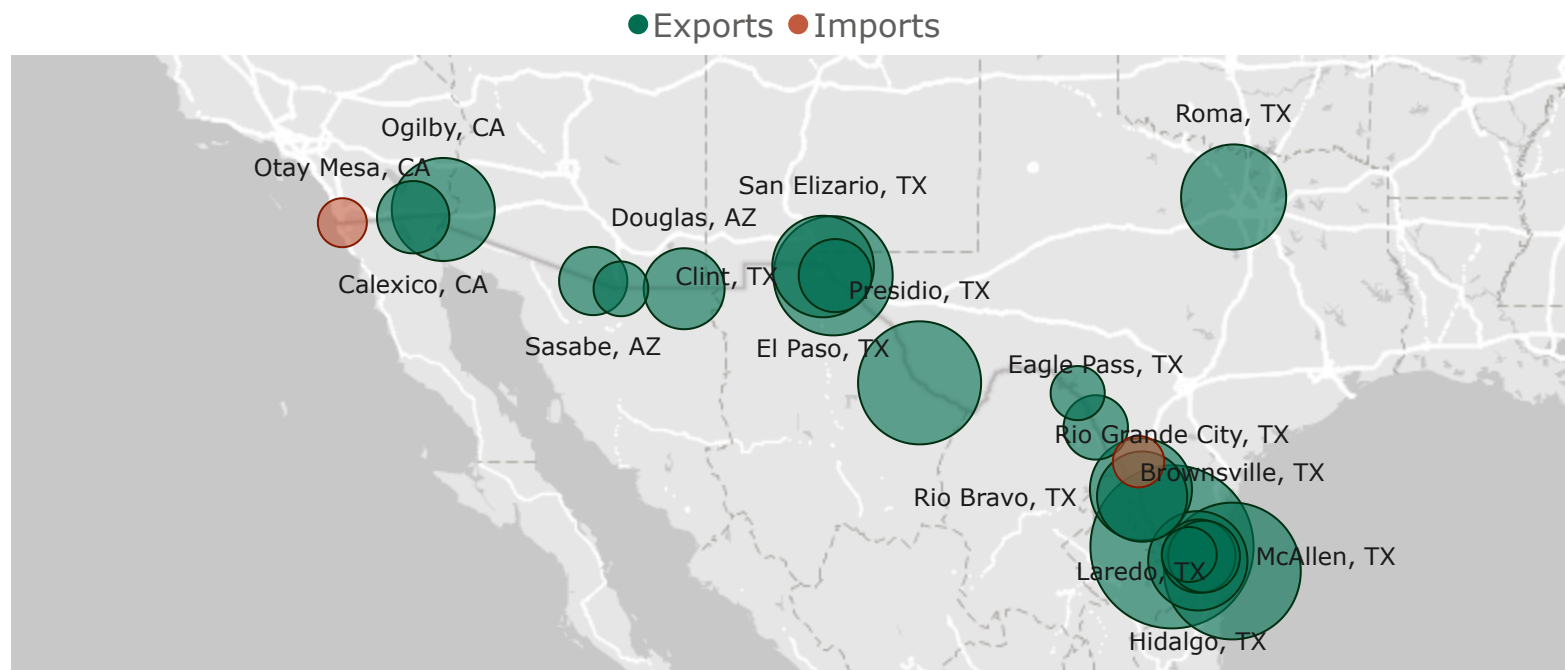 Exports Imports
Ogilby, CA
Roma, TX
Otay Mesa, CA
San Elizario, TX
Douglas, AZ
Clint, TX
Calexico, CA
Presidio, TX
Sasabe, AZ
El Paso, TX
Eagle Pass, TX
Rio Grande City, TX
Brownsville, TX
Rio Bravo, TX
McAllen, TX
Laredo, TX
Hidalgo, TX